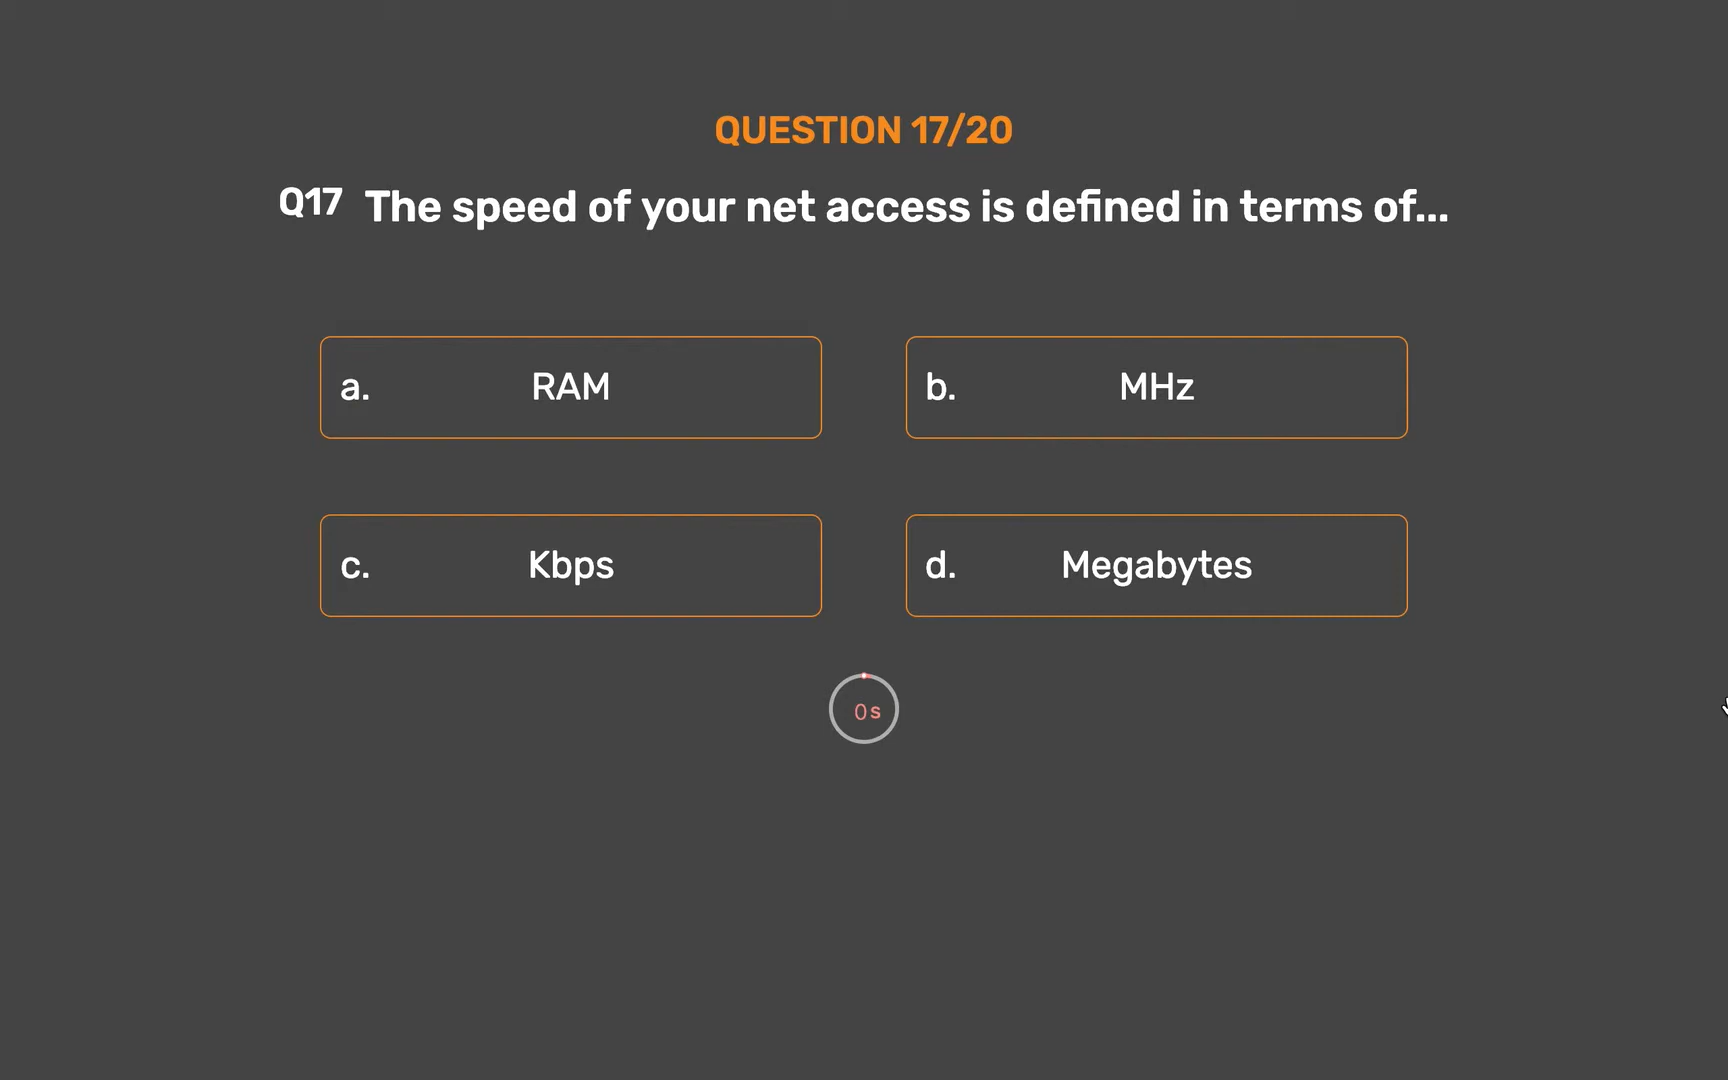 QUESTION 17/20
Q17 The speed of your net access is defined in terms of...
a. RAM
b. MHz
c. Kbps
d. Megabytes
0s